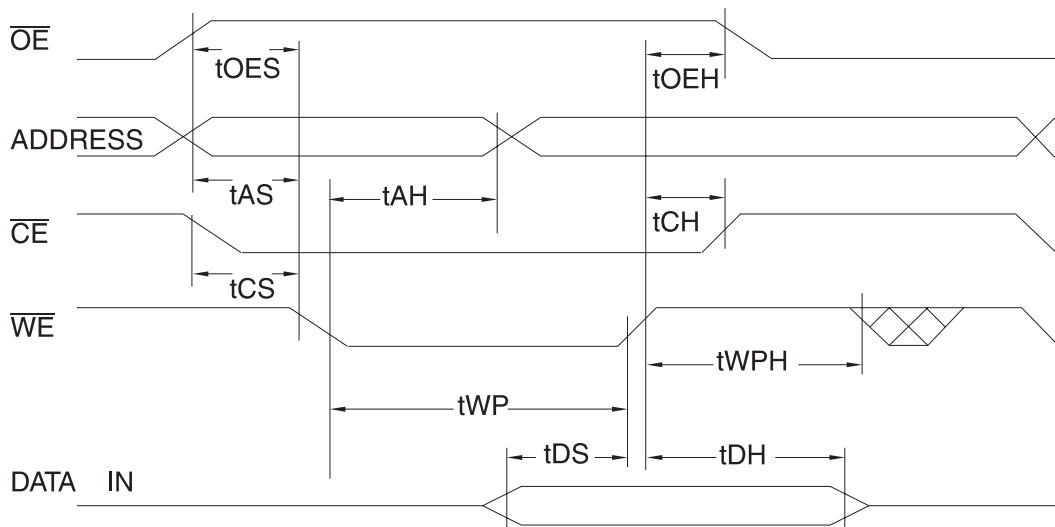 OE
tOES
tOEH
ADDRESS
tAS
tAH
tCH
CE
tCS
WE
tWPH
tWP
tDS
tDH
DATA IN